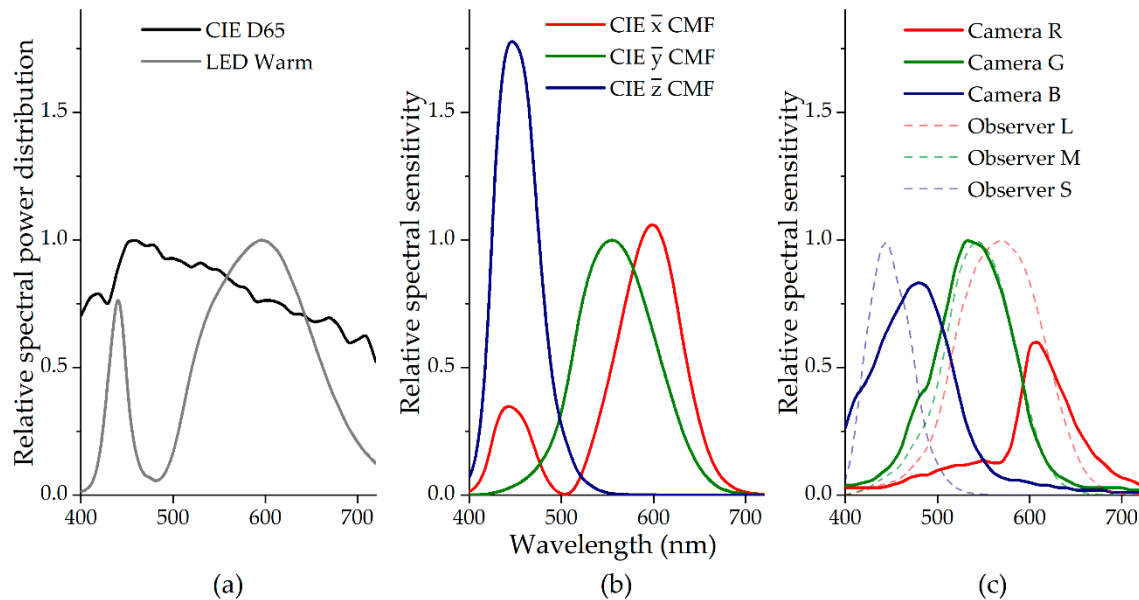 Relative spectral power distribution
CIE D65
LED Warm
1.5
1.0
0.5
0.0
400 500 600 700
(a)
Relative spectral sensitivity
CIE x̅ CMF
CIE y̅ CMF
CIE z̅ CMF
1.5
1.0
0.5
0.0
400 500 600 700
Wavelength (nm)
(b)
Relative spectral sensitivity
Camera R
Camera G
Camera B
Observer L
Observer M
Observer S
1.5
1.0
0.5
0.0
400 500 600 700
(c)